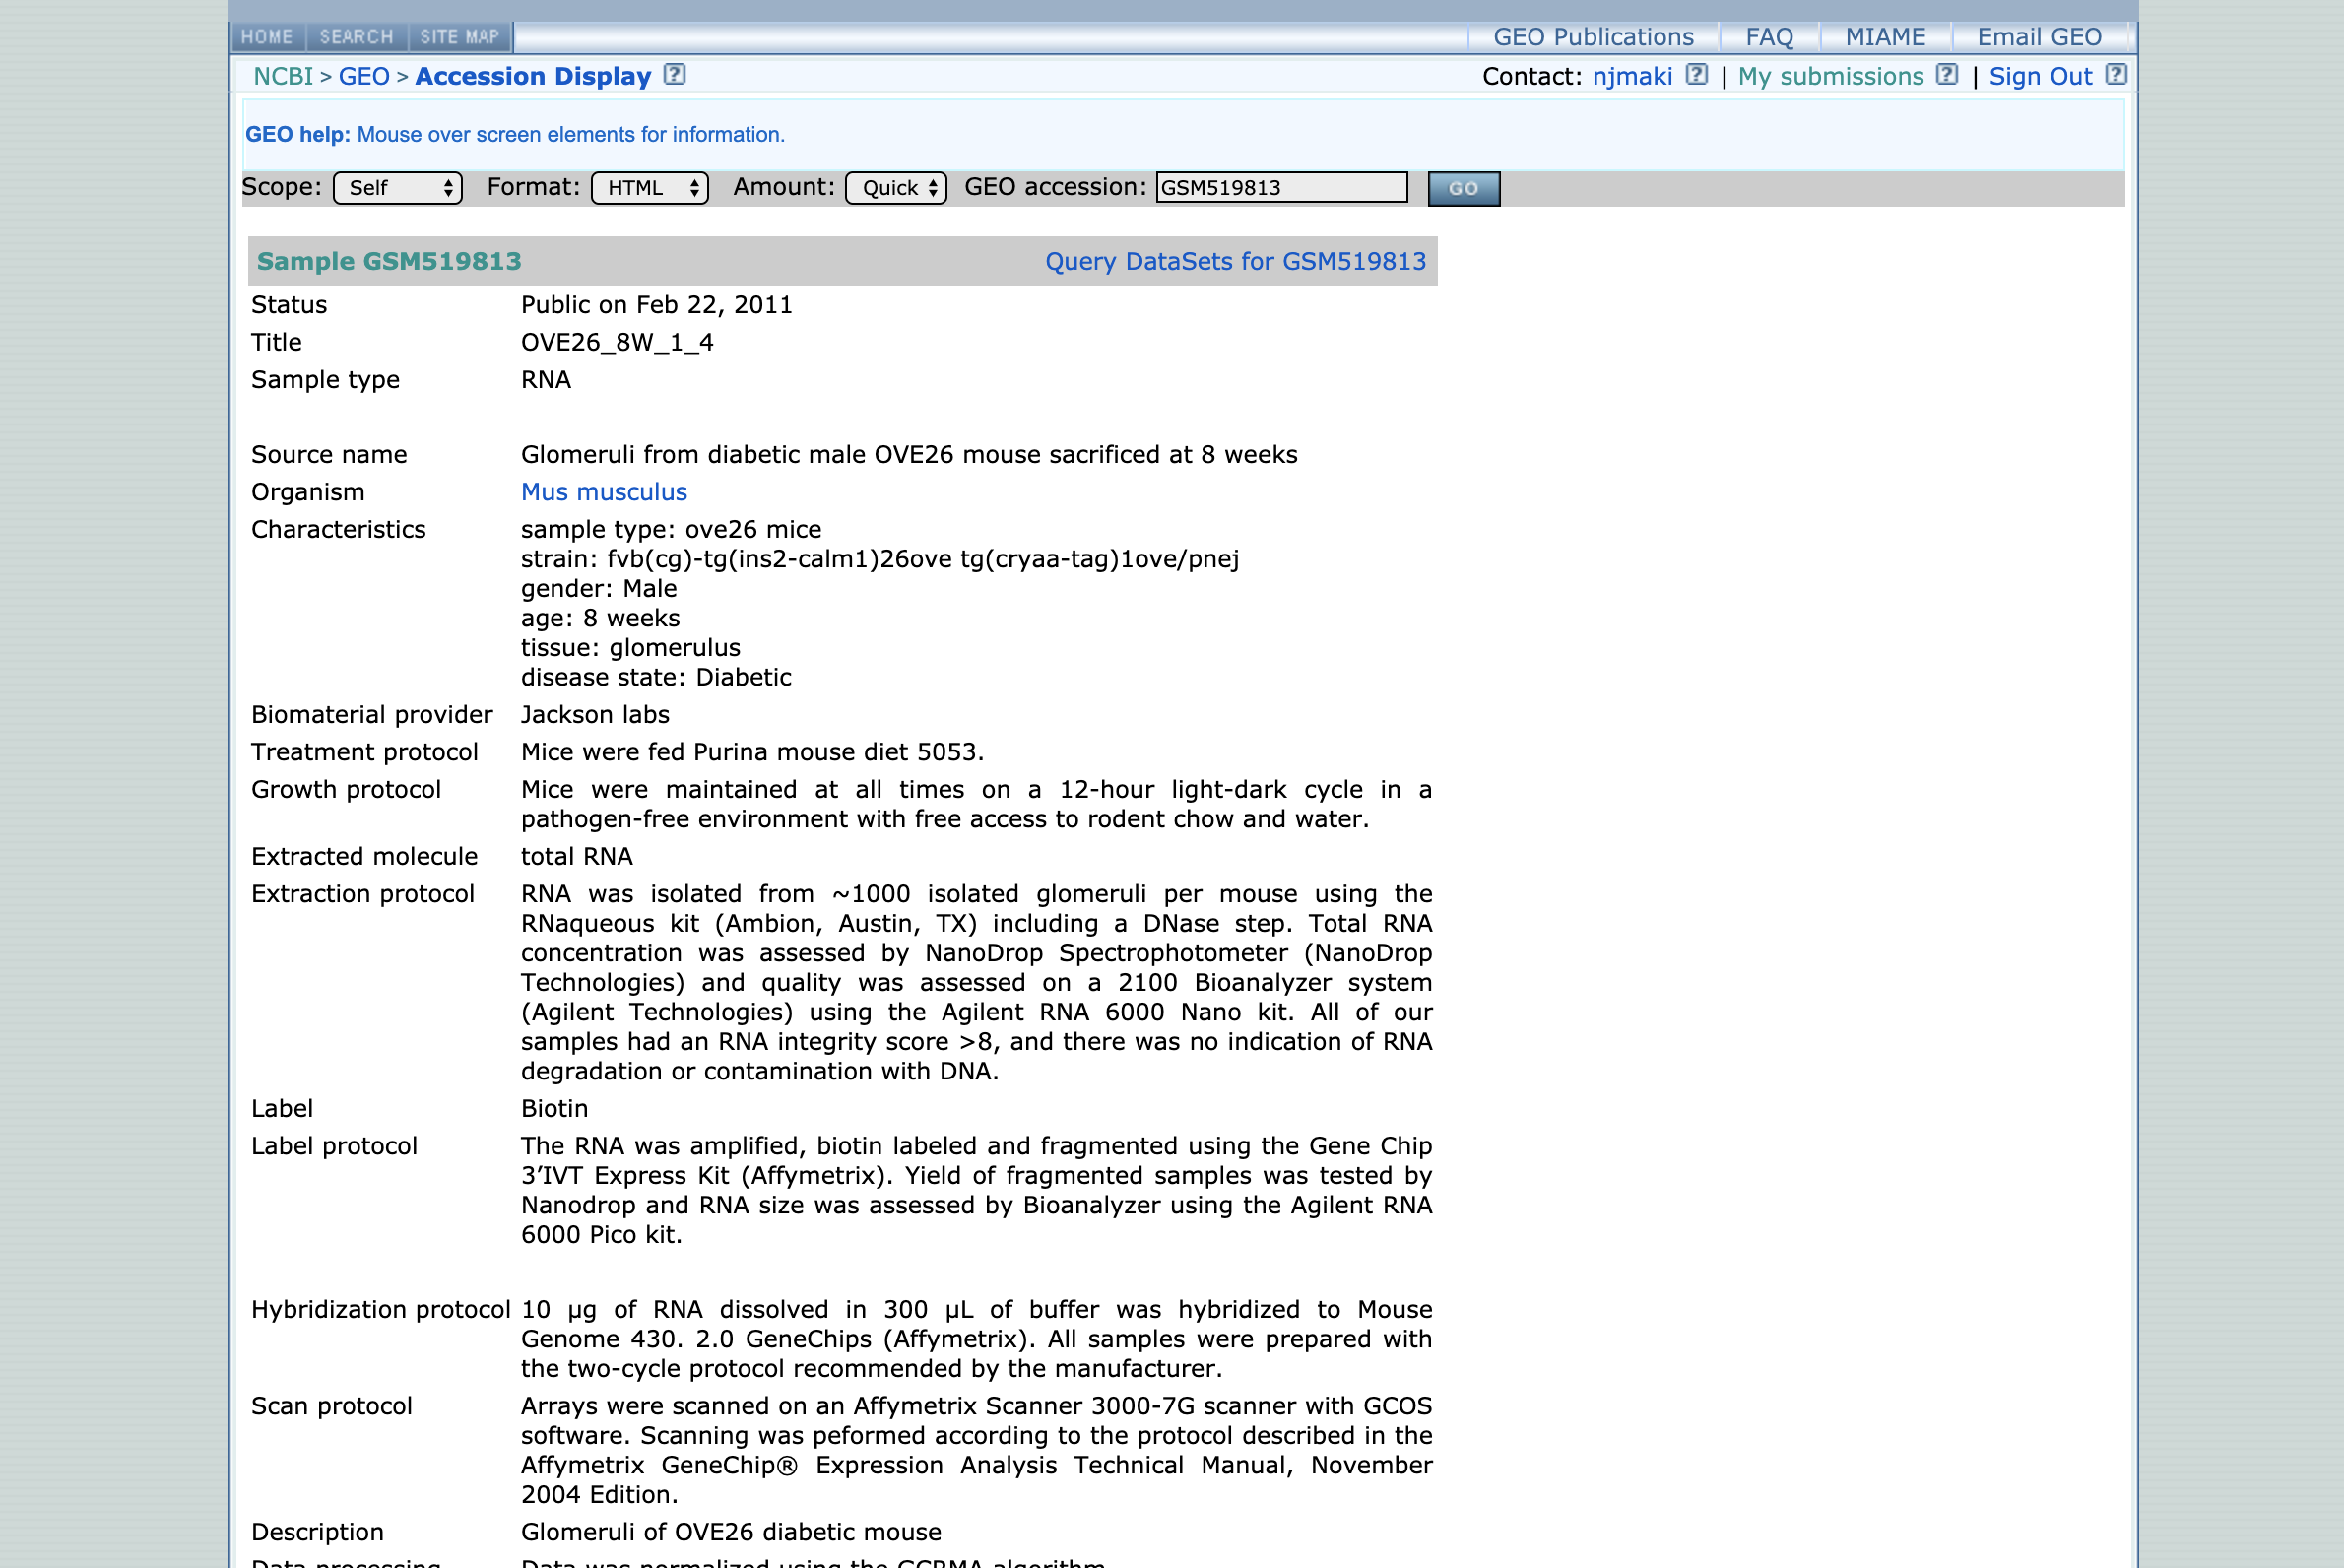 HOME SEARCH SITE MAP GEO Publications FAQ MIAME Email GEO
NCBI > GEO > Accession Display ? Contact: njmaki ? | My submissions ? | Sign Out ?
GEO help: Mouse over screen elements for information.
Scope: Self Format: HTML Amount: Quick GEO accession: GSM519813 GO
Sample GSM519813 Query DataSets for GSM519813
Status Public on Feb 22, 2011
Title OVE26_8W_1_4
Sample type RNA
Source name Glomeruli from diabetic male OVE26 mouse sacrificed at 8 weeks
Organism Mus musculus
Characteristics sample type: ove26 mice
strain: fvb(cg)-tg(ins2-calm1)26ove tg(cryaa-tag)1ove/pnej
gender: Male
age: 8 weeks
tissue: glomerulus
disease state: Diabetic
Biomaterial provider Jackson labs
Treatment protocol Mice were fed Purina mouse diet 5053.
Growth protocol Mice were maintained at all times on a 12-hour light-dark cycle in a
pathogen-free environment with free access to rodent chow and water.
Extracted molecule total RNA
Extraction protocol RNA was isolated from ~1000 isolated glomeruli per mouse using the
RNaqueous kit (Ambion, Austin, TX) including a DNase step. Total RNA
concentration was assessed by NanoDrop Spectrophotometer (NanoDrop
Technologies) and quality was assessed on a 2100 Bioanalyzer system
(Agilent Technologies) using the Agilent RNA 6000 Nano kit. All of our
samples had an RNA integrity score >8, and there was no indication of RNA
degradation or contamination with DNA.
Label Biotin
Label protocol The RNA was amplified, biotin labeled and fragmented using the Gene Chip
3’IVT Express Kit (Affymetrix). Yield of fragmented samples was tested by
Nanodrop and RNA size was assessed by Bioanalyzer using the Agilent RNA
6000 Pico kit.
Hybridization protocol 10 µg of RNA dissolved in 300 µL of buffer was hybridized to Mouse
Genome 430. 2.0 GeneChips (Affymetrix). All samples were prepared with
the two-cycle protocol recommended by the manufacturer.
Scan protocol Arrays were scanned on an Affymetrix Scanner 3000-7G scanner with GCOS
software. Scanning was peformed according to the protocol described in the
Affymetrix GeneChip® Expression Analysis Technical Manual, November
2004 Edition.
Description Glomeruli of OVE26 diabetic mouse
Data processing Data was normalized using the GCRMA algorithm